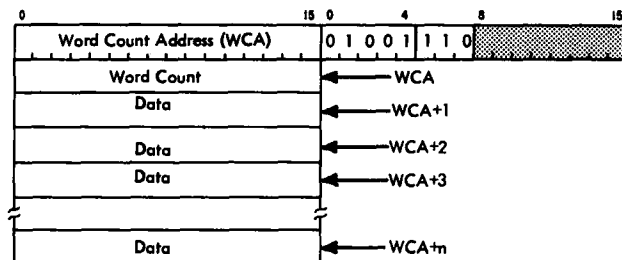 0 15 0 4 8 15
Word Count Address (WCA) 0 1 0 0 1 1 1 0
Word Count WCA
Data WCA+1
Data WCA+2
Data WCA+3
Data WCA+n